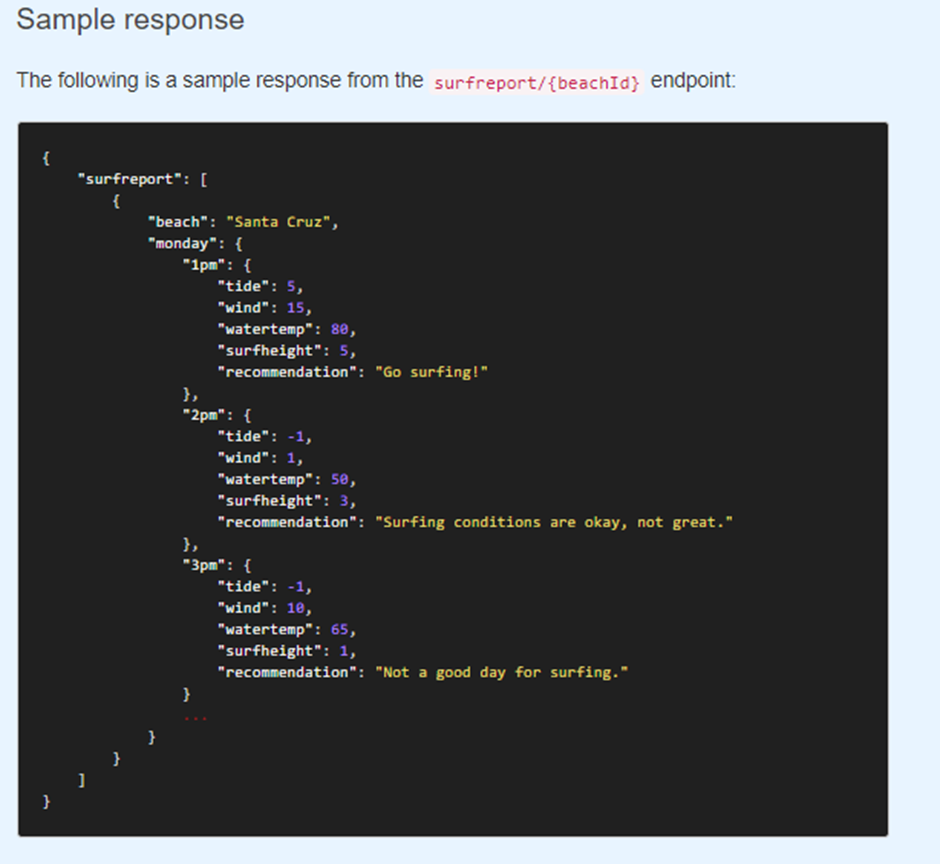 Sample response
The following is a sample response from the surfreport/{beachId} endpoint:
{
    "surfreport": [
        {
            "beach": "Santa Cruz",
            "monday": {
                "1pm": {
                    "tide": 5,
                    "wind": 15,
                    "watertemp": 80,
                    "surfheight": 5,
                    "recommendation": "Go surfing!"
                },
                "2pm": {
                    "tide": -1,
                    "wind": 1,
                    "watertemp": 50,
                    "surfheight": 3,
                    "recommendation": "Surfing conditions are okay, not great."
                },
                "3pm": {
                    "tide": -1,
                    "wind": 10,
                    "watertemp": 65,
                    "surfheight": 1,
                    "recommendation": "Not a good day for surfing."
                }
                ...
            }
        }
    ]
}